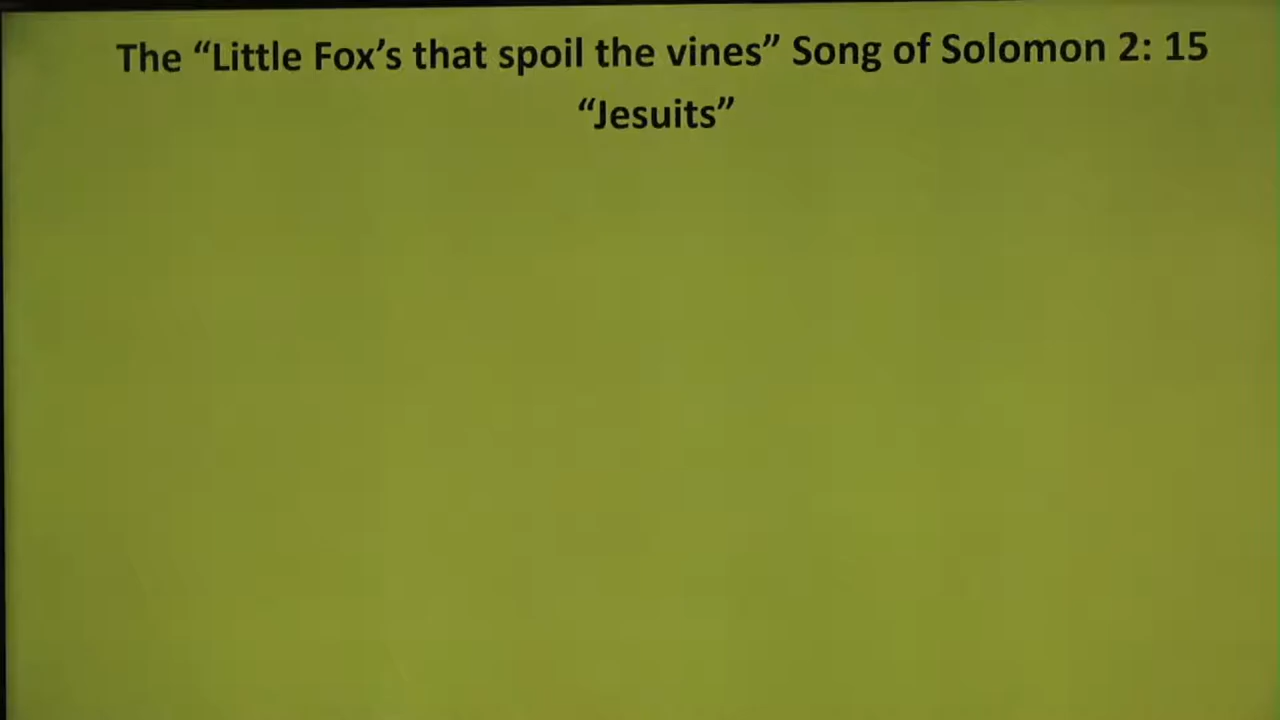 The “Little Fox’s that spoil the vines” Song of Solomon 2: 15
“Jesuits”